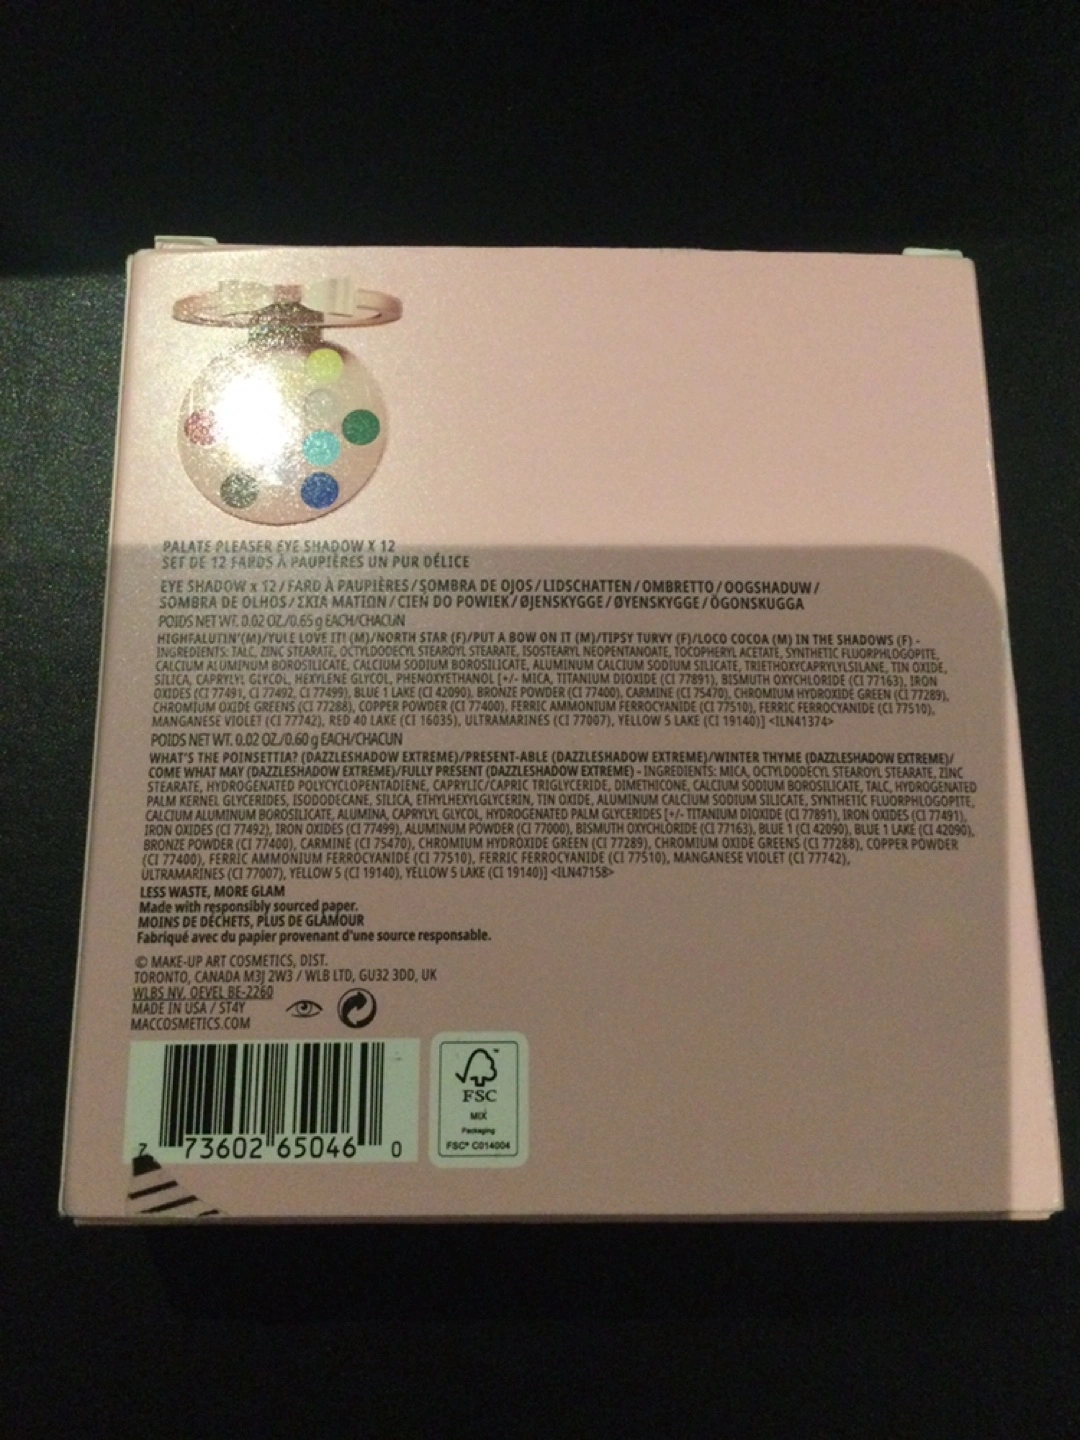 PALATE PLEASER EYE SHADOW X 12
SET DE 12 FARDS À PAUPIÈRES UN PUR DÉLICE
EYE SHADOW x 12 / FARD À PAUPIÈRES / SOMBRA DE OJOS / LIDSCHATTEN / OMBRETTO / OOGSHADUW /
SOMBRA DE OLHOS / ΣΚΙΑ ΜΑΤΙΩΝ / CIEŃ DO POWIEK / ØJENSKYGGE / ØYENSKYGGE / ÖGONSKUGGA
POIDS NET WT. 0.02 OZ./0.65 g EACH/CHACUN
HIGHFALUTIN'(M)/YULE LOVE IT! (M)/NORTH STAR (F)/PUT A BOW ON IT (M)/TIPSY TURVY (F)/LOCO COCOA (M) IN THE SHADOWS (F) -
INGREDIENTS: TALC, ZINC STEARATE, OCTYLDODECYL STEAROYL STEARATE, ISOSTEARYL NEOPENTANOATE, TOCOPHERYL ACETATE, SYNTHETIC FLUORPHLOGOPITE,
CALCIUM ALUMINUM BOROSILICATE, CALCIUM SODIUM BOROSILICATE, ALUMINUM CALCIUM SODIUM SILICATE, TRIETHOXYCAPRYLYLSILANE, TIN OXIDE,
SILICA, CAPRYLYL GLYCOL, HEXYLENE GLYCOL, PHENOXYETHANOL [+/- MICA, TITANIUM DIOXIDE (CI 77891), BISMUTH OXYCHLORIDE (CI 77163), IRON
OXIDES (CI 77491, CI 77492, CI 77499), BLUE 1 LAKE (CI 42090), BRONZE POWDER (CI 77400), CARMINE (CI 75470), CHROMIUM HYDROXIDE GREEN (CI 77289),
CHROMIUM OXIDE GREENS (CI 77288), COPPER POWDER (CI 77400), FERRIC AMMONIUM FERROCYANIDE (CI 77510), FERRIC FERROCYANIDE (CI 77510),
MANGANESE VIOLET (CI 77742), RED 40 LAKE (CI 16035), ULTRAMARINES (CI 77007), YELLOW 5 LAKE (CI 19140)] <ILN41374>
POIDS NET WT. 0.02 OZ./0.60 g EACH/CHACUN
WHAT'S THE POINSETTIA? (DAZZLESHADOW EXTREME)/PRESENT-ABLE (DAZZLESHADOW EXTREME)/WINTER THYME (DAZZLESHADOW EXTREME)/
COME WHAT MAY (DAZZLESHADOW EXTREME)/FULLY PRESENT (DAZZLESHADOW EXTREME) - INGREDIENTS: MICA, OCTYLDODECYL STEAROYL STEARATE, ZINC
STEARATE, HYDROGENATED POLYCYCLOPENTADIENE, CAPRYLIC/CAPRIC TRIGLYCERIDE, DIMETHICONE, CALCIUM SODIUM BOROSILICATE, TALC, HYDROGENATED
PALM KERNEL GLYCERIDES, ISODODECANE, SILICA, ETHYLHEXYLGLYCERIN, TIN OXIDE, ALUMINUM CALCIUM SODIUM SILICATE, SYNTHETIC FLUORPHLOGOPITE,
CALCIUM ALUMINUM BOROSILICATE, ALUMINA, CAPRYLYL GLYCOL, HYDROGENATED PALM GLYCERIDES [+/- TITANIUM DIOXIDE (CI 77891), IRON OXIDES (CI 77491),
IRON OXIDES (CI 77492), IRON OXIDES (CI 77499), ALUMINUM POWDER (CI 77000), BISMUTH OXYCHLORIDE (CI 77163), BLUE 1 (CI 42090), BLUE 1 LAKE (CI 42090),
BRONZE POWDER (CI 77400), CARMINE (CI 75470), CHROMIUM HYDROXIDE GREEN (CI 77289), CHROMIUM OXIDE GREENS (CI 77288), COPPER POWDER
(CI 77400), FERRIC AMMONIUM FERROCYANIDE (CI 77510), FERRIC FERROCYANIDE (CI 77510), MANGANESE VIOLET (CI 77742),
ULTRAMARINES (CI 77007), YELLOW 5 (CI 19140), YELLOW 5 LAKE (CI 19140)] <ILN47158>
LESS WASTE, MORE GLAM
Made with responsibly sourced paper.
MOINS DE DÉCHETS, PLUS DE GLAMOUR
Fabriqué avec du papier provenant d'une source responsable.
© MAKE-UP ART COSMETICS, DIST.
TORONTO, CANADA M3J 2W3 / WLB LTD, GU32 3DD, UK
WLBS NV, OEVEL BE-2260
MADE IN USA / ST4Y
MACCOSMETICS.COM
7 73602 65046 0
FSC
MIX
Packaging
FSC® C014004